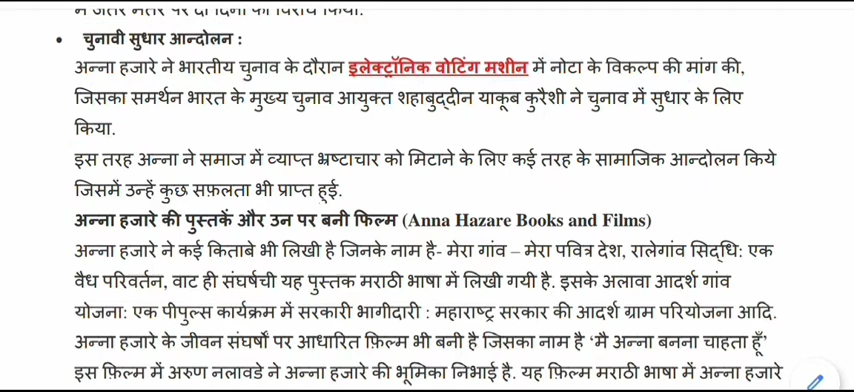 • चुनावी सुधार आन्दोलन :
अन्ना हजारे ने भारतीय चुनाव के दौरान इलेक्ट्रॉनिक वोटिंग मशीन में नोटा के विकल्प की मांग की,
जिसका समर्थन भारत के मुख्य चुनाव आयुक्त शहाबुद्दीन याकूब कुरैशी ने चुनाव में सुधार के लिए
किया.
इस तरह अन्ना ने समाज में व्याप्त भ्रष्टाचार को मिटाने के लिए कई तरह के सामाजिक आन्दोलन किये
जिसमें उन्हें कुछ सफ़लता भी प्राप्त हुई.
अन्ना हजारे की पुस्तकें और उन पर बनी फिल्म (Anna Hazare Books and Films)
अन्ना हजारे ने कई किताबे भी लिखी है जिनके नाम है- मेरा गांव – मेरा पवित्र देश, रालेगांव सिद्धि: एक
वैध परिवर्तन, वाट ही संघर्षची यह पुस्तक मराठी भाषा में लिखी गयी है. इसके अलावा आदर्श गांव
योजना: एक पीपुल्स कार्यक्रम में सरकारी भागीदारी : महाराष्ट्र सरकार की आदर्श ग्राम परियोजना आदि.
अन्ना हजारे के जीवन संघर्षों पर आधारित फ़िल्म भी बनी है जिसका नाम है ‘मै अन्ना बनना चाहता हूँ’
इस फ़िल्म में अरुण नलावडे ने अन्ना हजारे की भूमिका निभाई है. यह फ़िल्म मराठी भाषा में अन्ना हजारे